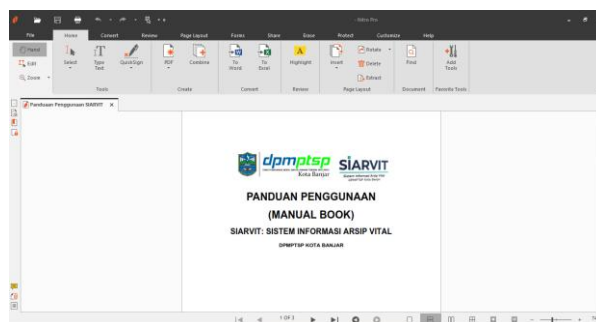 - Nitro Pro
File Home Convert Review Page Layout Forms Share Erase Protect Customize Help
Hand
Edit
Zoom
Select
Type Text
QuickSign
PDF
Combine
To Word
To Excel
Highlight
Insert
Rotate
Delete
Extract
Find
Add Tools
Tools Create Convert Review Page Layout Document Favorite Tools
Panduan Penggunaan SIARVIT x
dpmptsp
Kota Banjar
SIARVIT
PANDUAN PENGGUNAAN
(MANUAL BOOK)
SIARVIT: SISTEM INFORMASI ARSIP VITAL
DPMPTSP KOTA BANJAR
1 OF 3